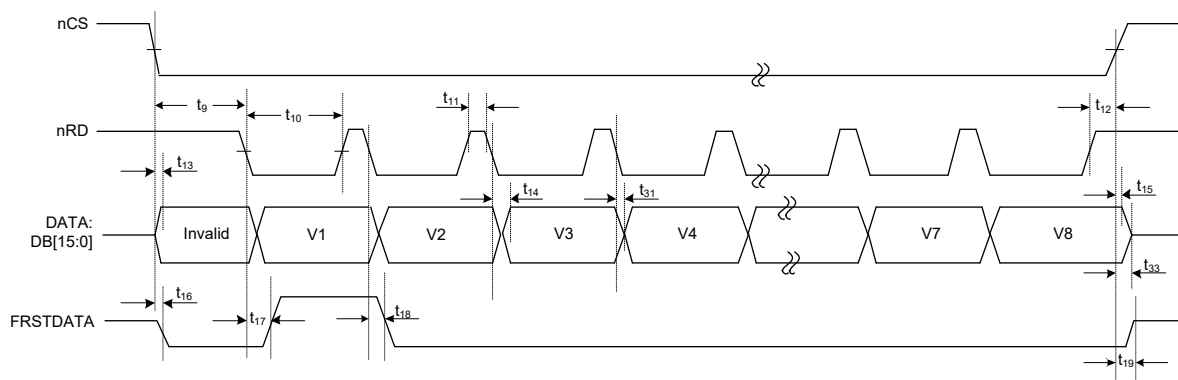 nCS
t9
t10
t11
t12
nRD
t13
t14
t31
t15
DATA:
DB[15:0]
Invalid
V1
V2
V3
V4
V7
V8
t33
t16
FRSTDATA
t17
t18
t19